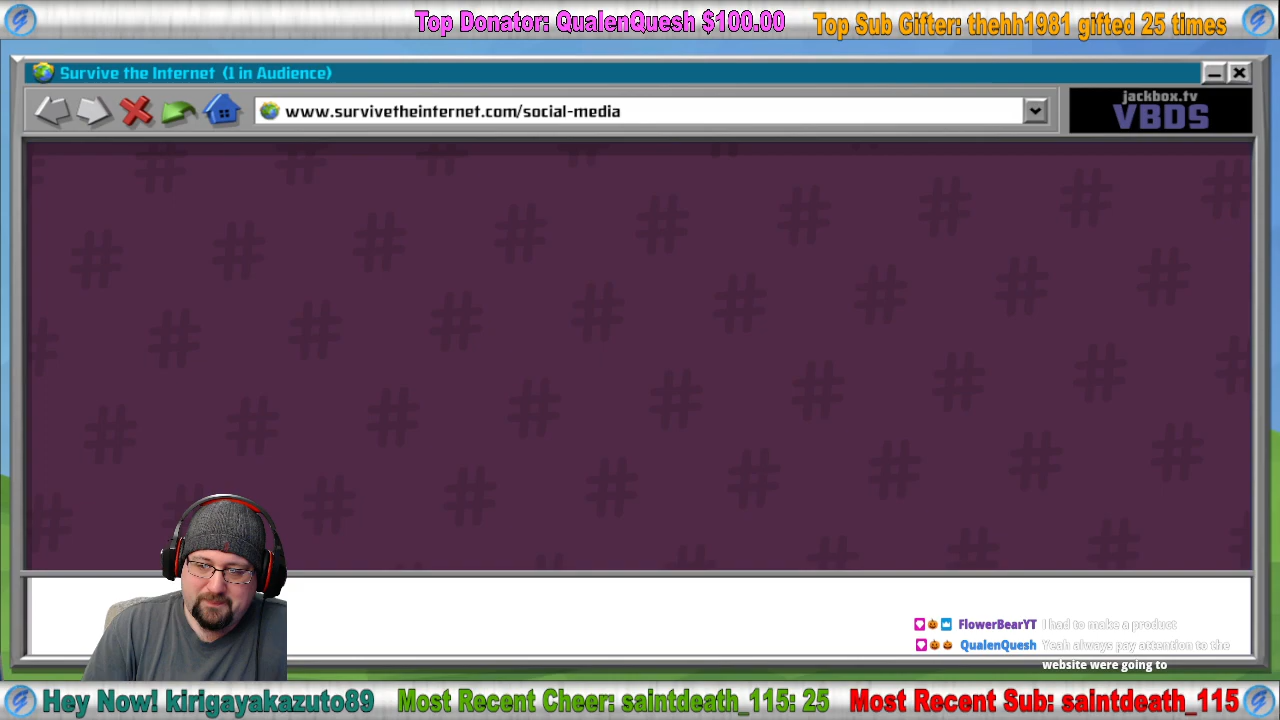 Top Donator: QualenQuesh $100.00
Top Sub Gifter: thehh1981 gifted 25 times
Survive the Internet (1 in Audience)
www.survivetheinternet.com/social-media
jackbox.tv
VBDS
FlowerBearYT I had to make a product
QualenQuesh Yeah always pay attention to the
website were going to
Hey Now! kirigayakazuto89
Most Recent Cheer: saintdeath_115: 25
Most Recent Sub: saintdeath_115